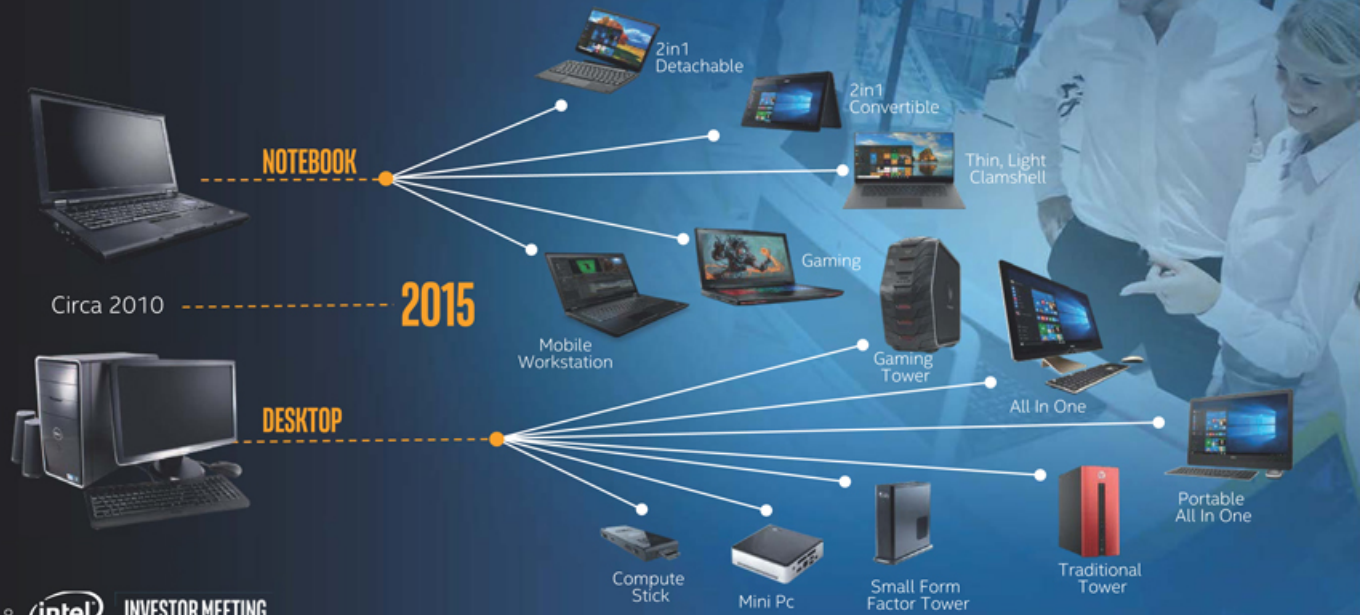 2in1
Detachable
2in1
Convertible
NOTEBOOK
Thin, Light
Clamshell
Gaming
Circa 2010
2015
Mobile
Workstation
Gaming
Tower
All In One
DESKTOP
Portable
All In One
Traditional
Tower
Compute
Stick
Mini Pc
Small Form
Factor Tower
8
intel
INVESTOR MEETING